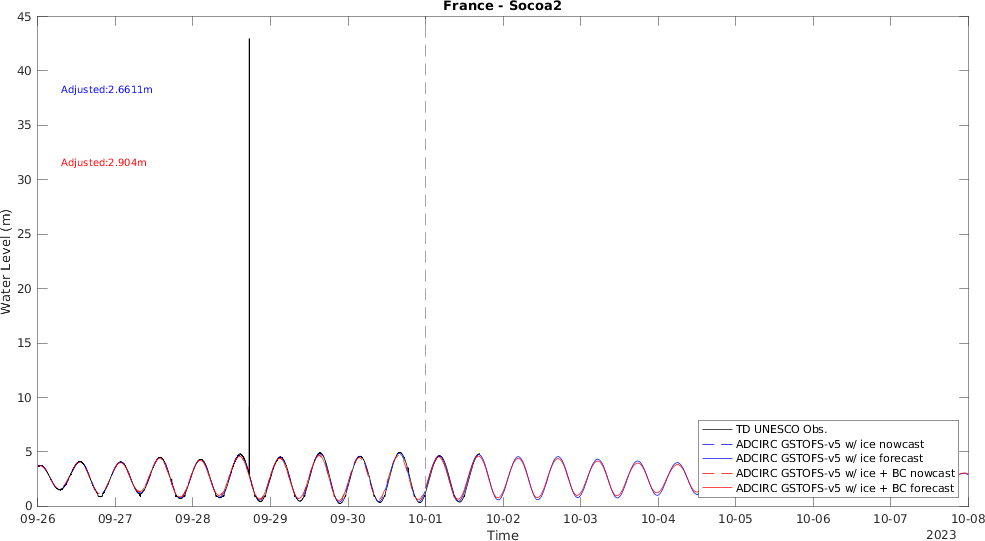 France - Socoa2
45
40
35
30
25
20
15
10
5
0
Water Level (m)
Adjusted:2.6611m
Adjusted:2.904m
TD UNESCO Obs.
ADCIRC GSTOFS-v5 w/ ice nowcast
ADCIRC GSTOFS-v5 w/ ice forecast
ADCIRC GSTOFS-v5 w/ ice + BC nowcast
ADCIRC GSTOFS-v5 w/ ice + BC forecast
09-26 09-27 09-28 09-29 09-30 10-01 10-02 10-03 10-04 10-05 10-06 10-07 10-08
Time
2023